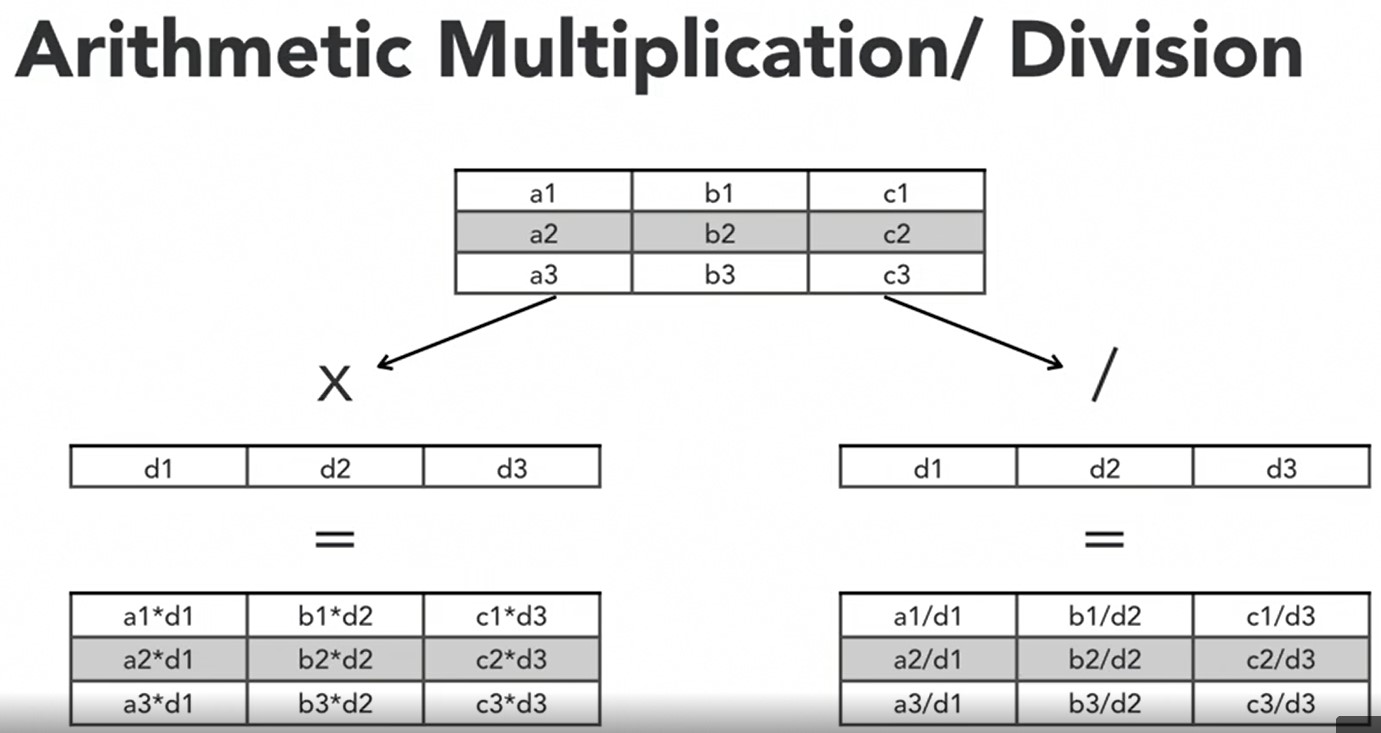 Arithmetic Multiplication/ Division
a1 b1 c1
a2 b2 c2
a3 b3 c3
x
/
d1 d2 d3
d1 d2 d3
=
=
a1*d1 b1*d2 c1*d3
a2*d1 b2*d2 c2*d3
a3*d1 b3*d2 c3*d3
a1/d1 b1/d2 c1/d3
a2/d1 b2/d2 c2/d3
a3/d1 b3/d2 c3/d3